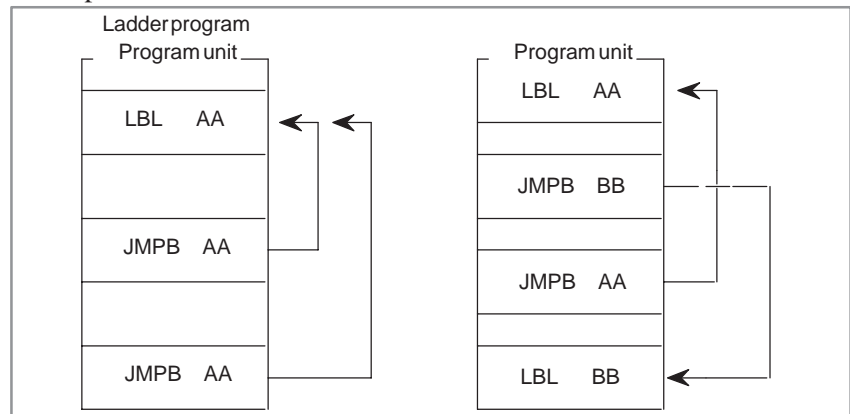 Ladder program
Program unit
LBL AA
JMPB AA
JMPB AA
Program unit
LBL AA
JMPB BB
JMPB AA
LBL BB